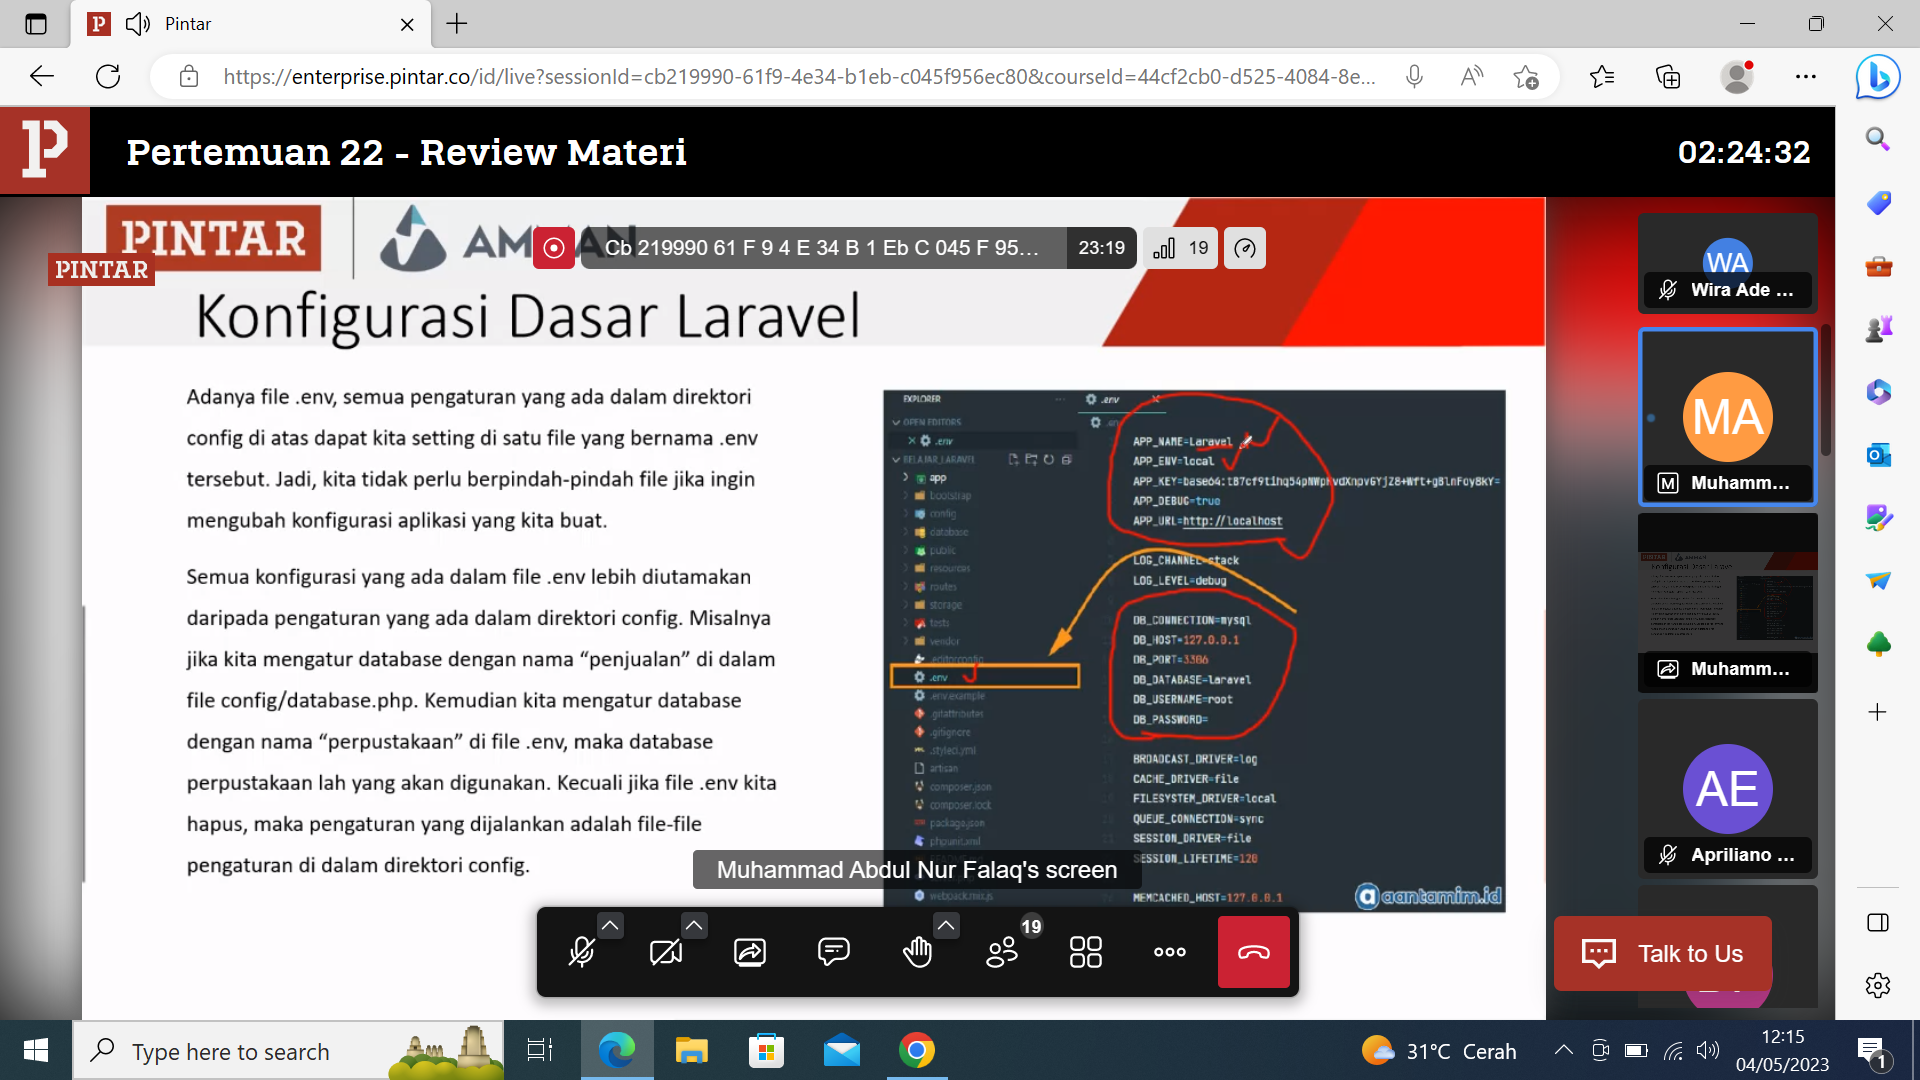 Pintar
https://enterprise.pintar.co/id/live?sessionId=cb219990-61f9-4e34-b1eb-c045f956ec80&courseId=44cf2cb0-d525-4084-8e...
Pertemuan 22 - Review Materi
02:24:32
PINTAR
AMMAN
PINTAR
Cb 219990 61 F 9 4 E 34 B 1 Eb C 045 F 95...
23:19
19
Konfigurasi Dasar Laravel
Adanya file .env, semua pengaturan yang ada dalam direktori
config di atas dapat kita setting di satu file yang bernama .env
tersebut. Jadi, kita tidak perlu berpindah-pindah file jika ingin
mengubah konfigurasi aplikasi yang kita buat.
Semua konfigurasi yang ada dalam file .env lebih diutamakan
daripada pengaturan yang ada dalam direktori config. Misalnya
jika kita mengatur database dengan nama “penjualan” di dalam
file config/database.php. Kemudian kita mengatur database
dengan nama “perpustakaan” di file .env, maka database
perpustakaan lah yang akan digunakan. Kecuali jika file .env kita
hapus, maka pengaturan yang dijalankan adalah file-file
pengaturan di dalam direktori config.
EXPLORER
OPEN EDITORS
.env
BELAJAR_LARAVEL
app
bootstrap
config
database
public
resources
routes
storage
tests
vendor
.editorconfig
.env
.env.example
.gitattributes
.gitignore
.styleci.yml
artisan
composer.json
composer.lock
package.json
phpunit.xml
webpack.mix.js
.env
APP_NAME=Laravel
APP_ENV=local
APP_DEBUG=true
APP_URL=http://localhost
LOG_CHANNEL=stack
LOG_LEVEL=debug
DB_CONNECTION=mysql
DB_HOST=127.0.0.1
DB_PORT=3306
DB_DATABASE=laravel
DB_USERNAME=root
DB_PASSWORD=
BROADCAST_DRIVER=log
CACHE_DRIVER=file
FILESYSTEM_DRIVER=local
QUEUE_CONNECTION=sync
SESSION_DRIVER=file
SESSION_LIFETIME=120
MEMCACHED_HOST=127.0.0.1
aantamim.id
Muhammad Abdul Nur Falaq's screen
19
WA
Wira Ade ...
MA
Muhamm...
Konfigurasi Dasar Laravel
Muhamm...
AE
Apriliano ...
Talk to Us
Type here to search
31°C Cerah
12:15
04/05/2023
1